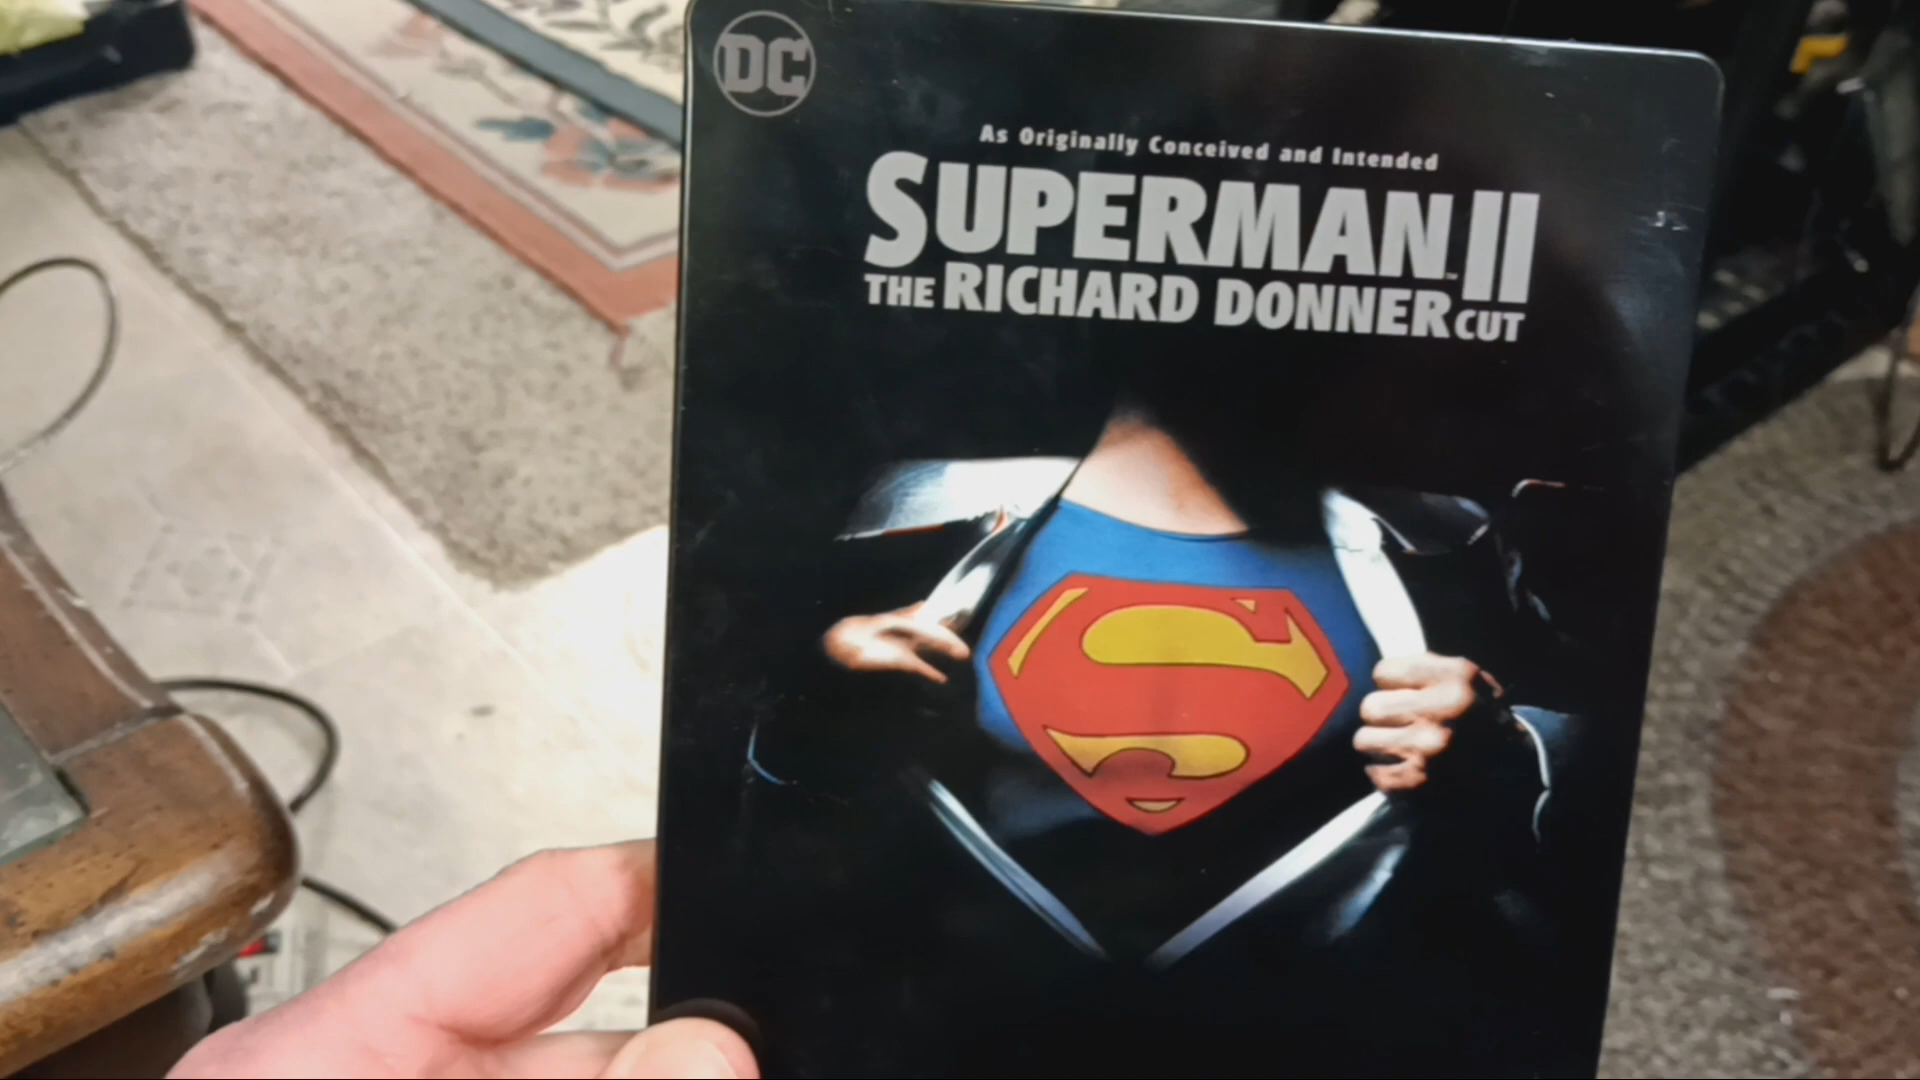 DC
As Originally Conceived and Intended
SUPERMAN II
THE RICHARD DONNER CUT